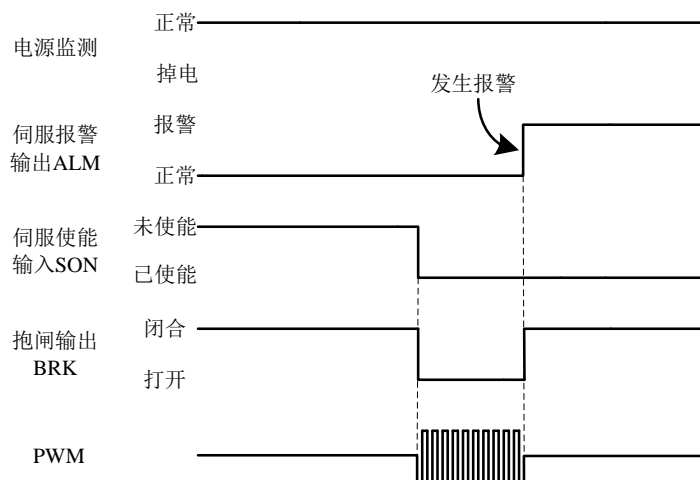 正常
电源监测
掉电
发生报警
报警
伺服报警
输出ALM
正常
未使能
伺服使能
输入SON
已使能
闭合
抱闸输出
BRK
打开
PWM